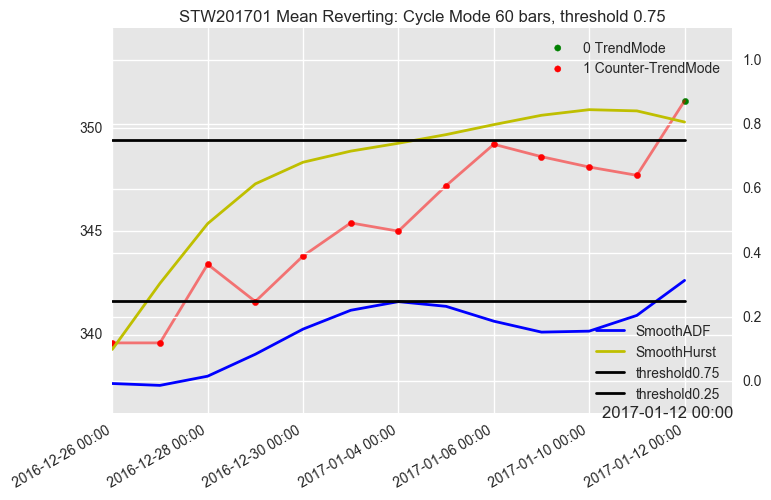 STW201701 Mean Reverting: Cycle Mode 60 bars, threshold 0.75
0 TrendMode
1 Counter-TrendMode
350
345
340
1.0
0.8
0.6
0.4
0.2
0.0
SmoothADF
SmoothHurst
threshold0.75
threshold0.25
2017-01-12 00:00
2016-12-26 00:00
2016-12-28 00:00
2016-12-30 00:00
2017-01-04 00:00
2017-01-06 00:00
2017-01-10 00:00
2017-01-12 00:00